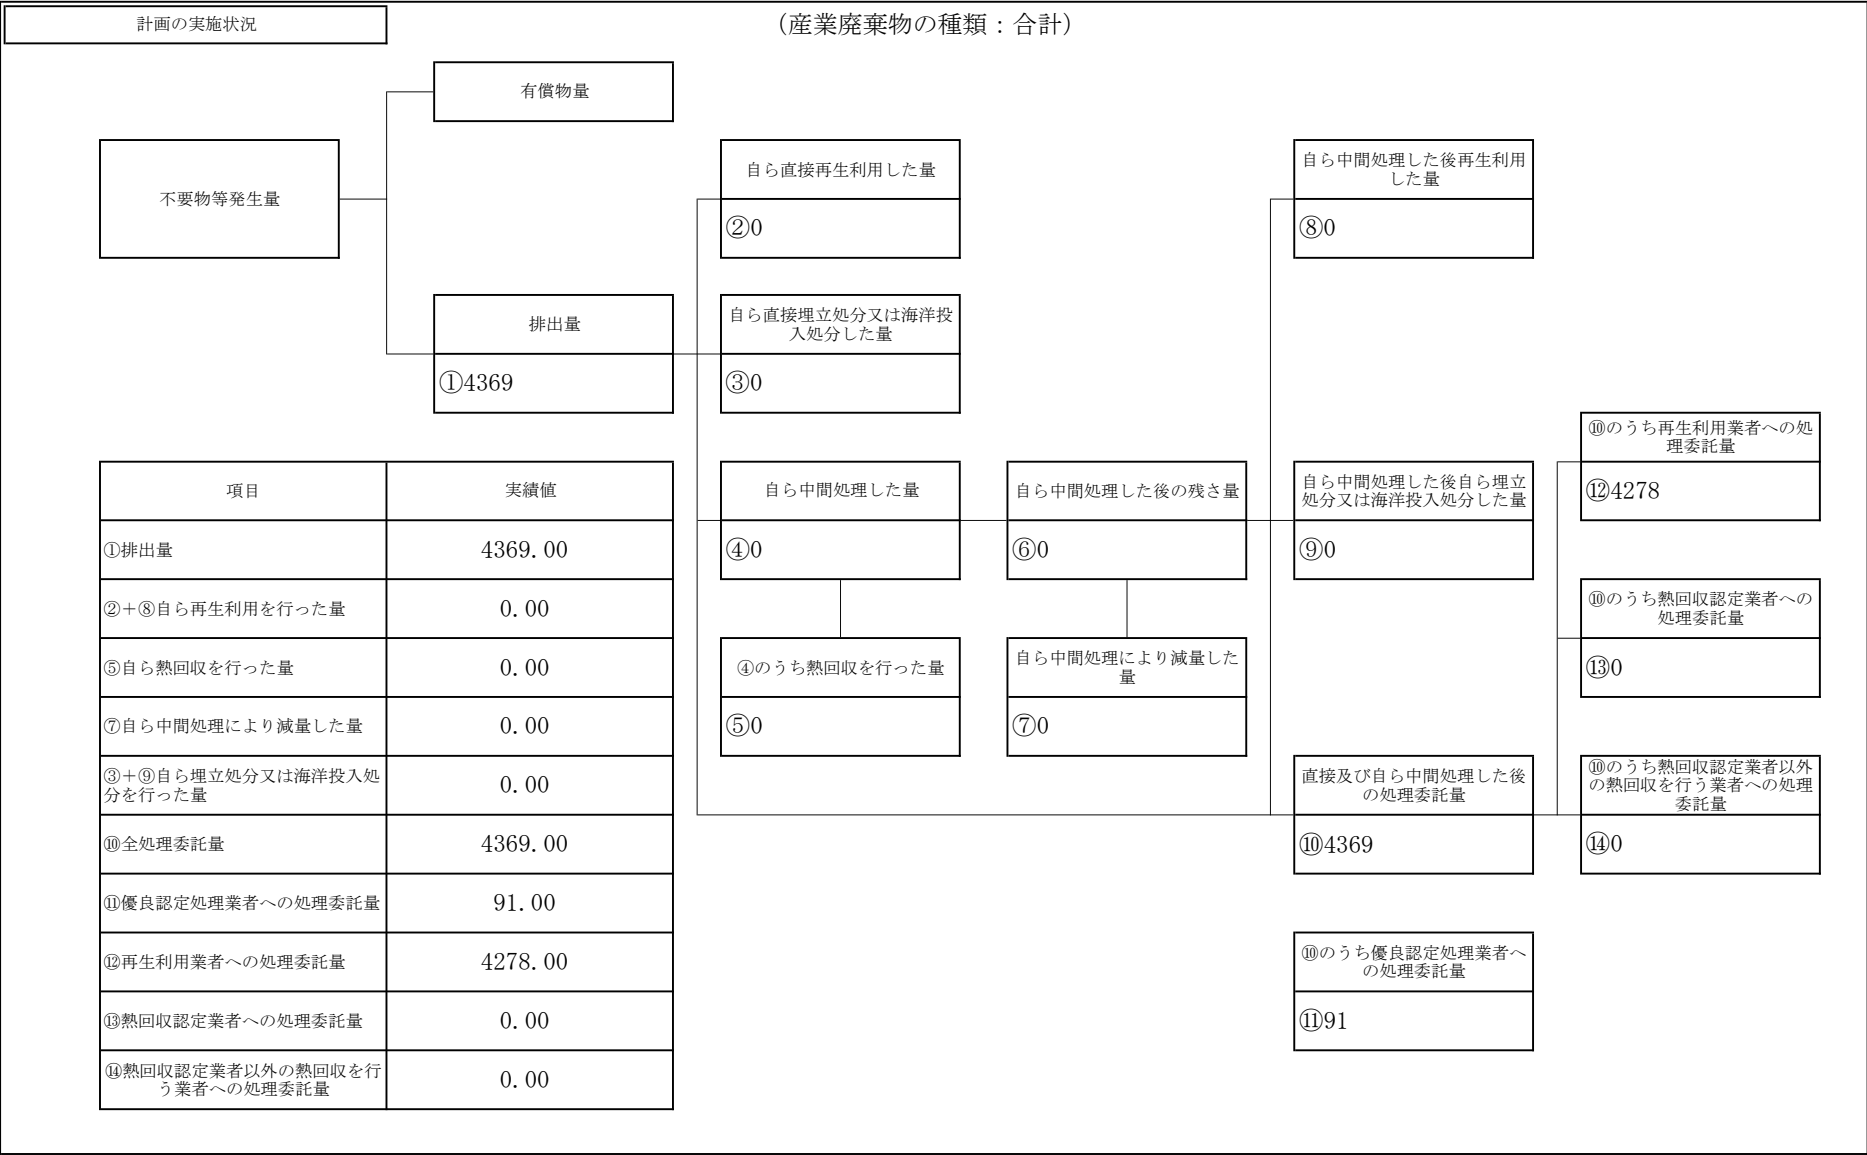 計画の実施状況
（産業廃棄物の種類：合計）
有償物量
不要物等発生量
自ら直接再生利用した量
②0
自ら中間処理した後再生利用
した量
⑧0
排出量
①4369
自ら直接埋立処分又は海洋投
入処分した量
③0
⑩のうち再生利用業者への処
理委託量
⑫4278
自ら中間処理した量
④0
自ら中間処理した後の残さ量
⑥0
自ら中間処理した後自ら埋立
処分又は海洋投入処分した量
⑨0
⑩のうち熱回収認定業者への
処理委託量
⑬0
④のうち熱回収を行った量
⑤0
自ら中間処理により減量した
量
⑦0
直接及び自ら中間処理した後
の処理委託量
⑩4369
⑩のうち熱回収認定業者以外
の熱回収を行う業者への処理
委託量
⑭0
⑩のうち優良認定処理業者へ
の処理委託量
⑪91
項目 実績値
①排出量 4369.00
②＋⑧自ら再生利用を行った量 0.00
⑤自ら熱回収を行った量 0.00
⑦自ら中間処理により減量した量 0.00
③＋⑨自ら埋立処分又は海洋投入処
分を行った量 0.00
⑩全処理委託量 4369.00
⑪優良認定処理業者への処理委託量 91.00
⑫再生利用業者への処理委託量 4278.00
⑬熱回収認定業者への処理委託量 0.00
⑭熱回収認定業者以外の熱回収を行
う業者への処理委託量 0.00